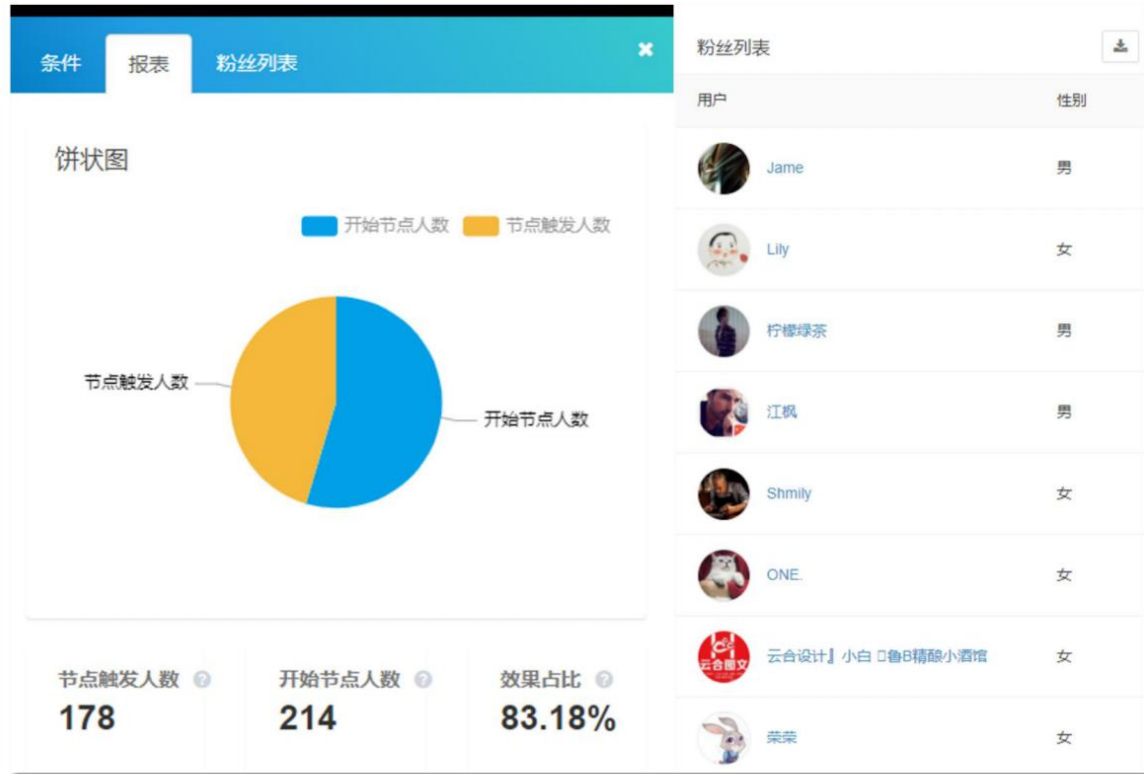 条件 报表 粉丝列表
饼状图
开始节点人数 节点触发人数
节点触发人数
开始节点人数
节点触发人数 开始节点人数 效果占比
178 214 83.18%
粉丝列表
用户 性别
Jame 男
Lily 女
柠檬绿茶 男
江枫 男
Shmily 女
ONE. 女
云合设计』小白 □鲁B精酿小酒馆 女
云合图文
荣荣 女